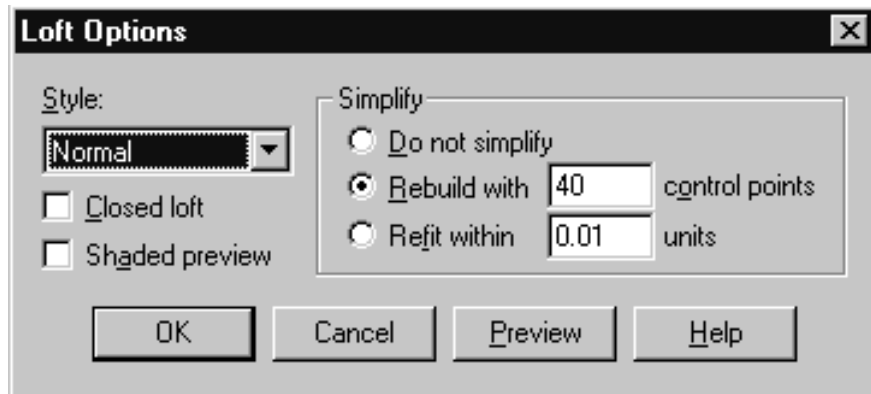 Loft Options
Style:
Normal
Closed loft
Shaded preview
Simplify
Do not simplify
Rebuild with 40 control points
Refit within 0.01 units
OK Cancel Preview Help